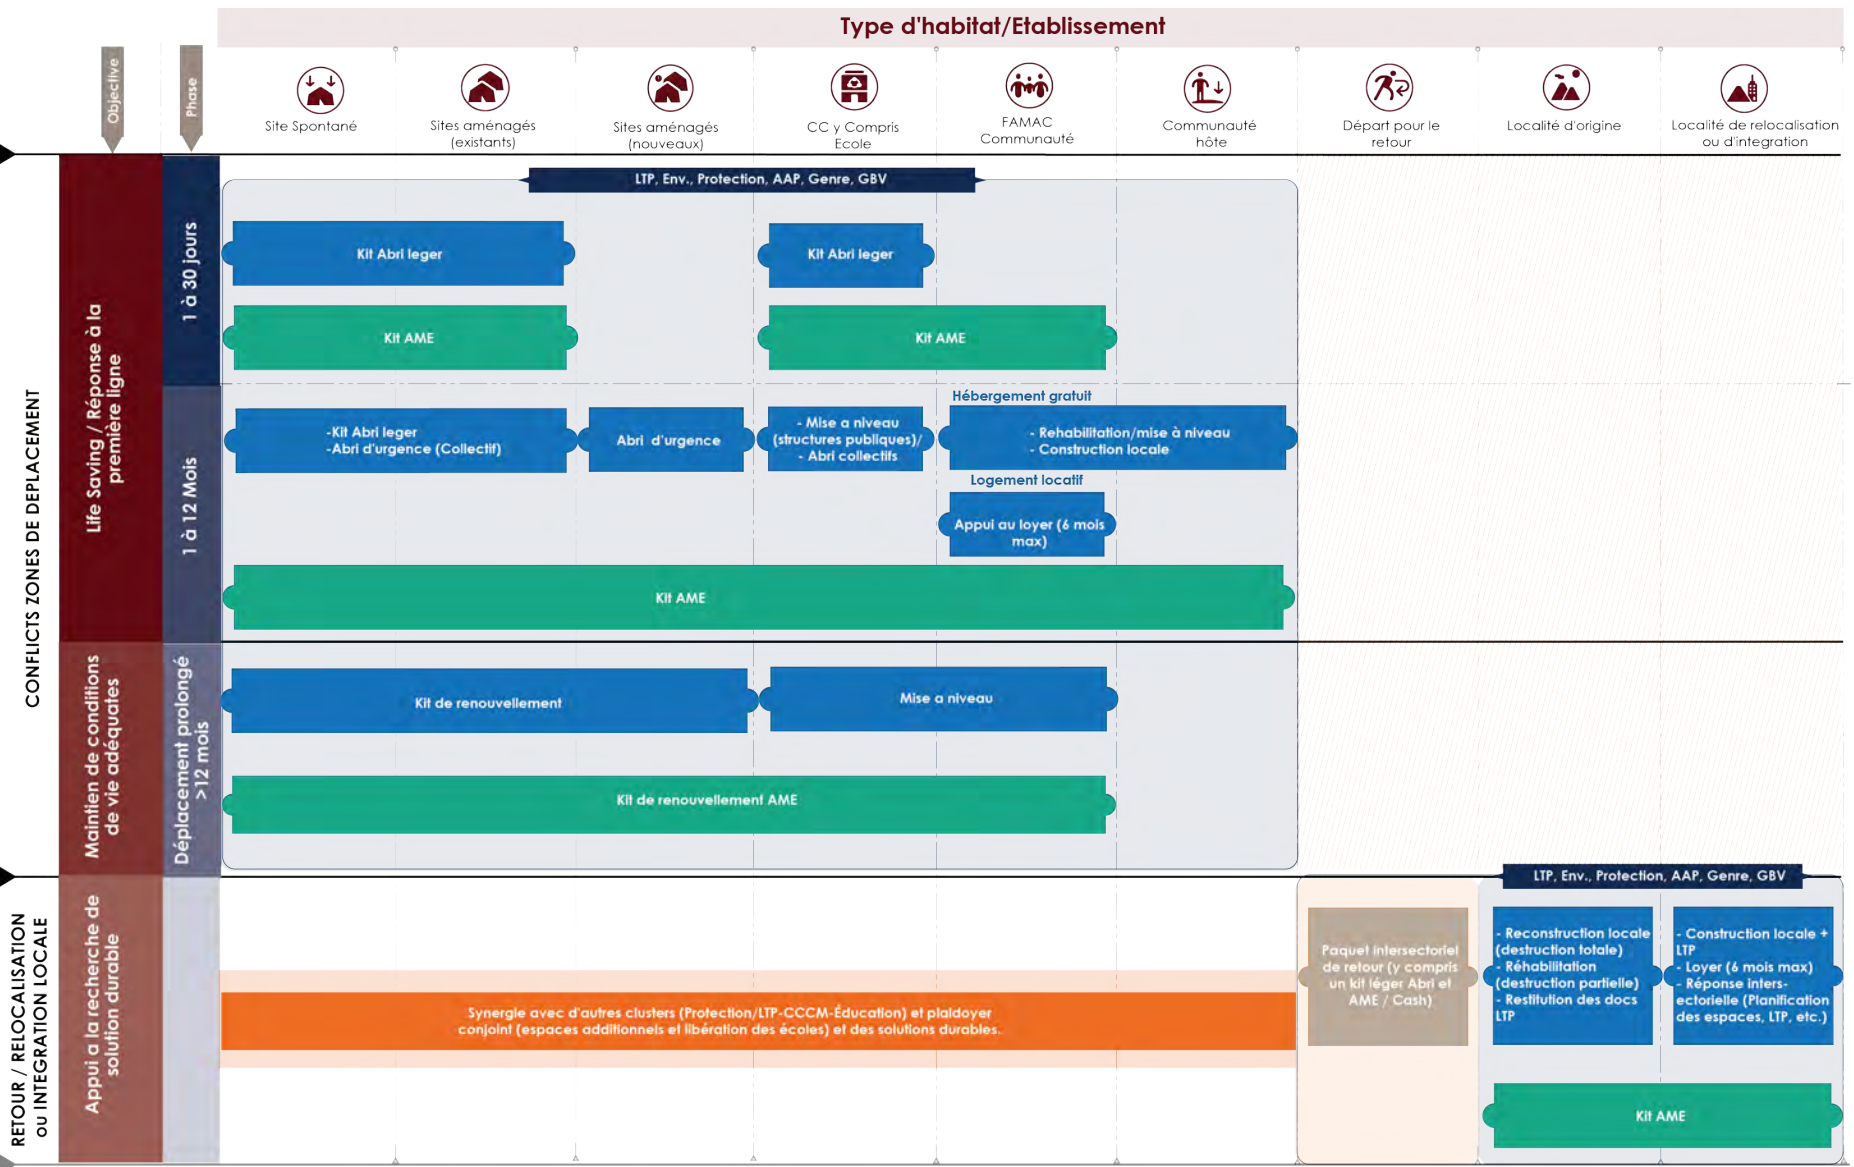 Type d'habitat/Etablissement
Objective
Phase
Site Spontané
Sites aménagés
(existants)
Sites aménagés
(nouveaux)
CC y Compris
Ecole
FAMAC
Communauté
Communauté
hôte
Départ pour le
retour
Localité d'origine
Localité de relocalisation
ou d'integration
CONFLICTS ZONES DE DEPLACEMENT
Life Saving / Réponse à la
première ligne
1 à 30 jours
LTP, Env., Protection, AAP, Genre, GBV
Kit Abri leger
Kit Abri leger
Kit AME
Kit AME
1 à 12 Mois
-Kit Abri leger
-Abri d'urgence (Collectif)
Abri d'urgence
- Mise a niveau
(structures publiques)/
- Abri collectifs
Hébergement gratuit
- Rehabilitation/mise à niveau
- Construction locale
Logement locatif
Appui au loyer (6 mois
max)
Kit AME
Maintien de conditions
de vie adéquates
Déplacement prolongé
>12 mois
Kit de renouvellement
Mise a niveau
Kit de renouvellement AME
RETOUR / RELOCALISATION
ou INTEGRATION LOCALE
Appui a la recherche de
solution durable
Synergie avec d'autres clusters (Protection/LTP-CCCM-Éducation) et plaidoyer
conjoint (espaces additionnels et libération des écoles) et des solutions durables.
Paquet intersectoriel
de retour (y compris
un kit léger Abri et
AME / Cash)
LTP, Env., Protection, AAP, Genre, GBV
- Reconstruction locale
(destruction totale)
- Réhabilitation
(destruction partielle)
- Restitution des docs
LTP
- Construction locale +
LTP
- Loyer (6 mois max)
- Réponse inters-
ectorielle (Planification
des espaces, LTP, etc.)
Kit AME